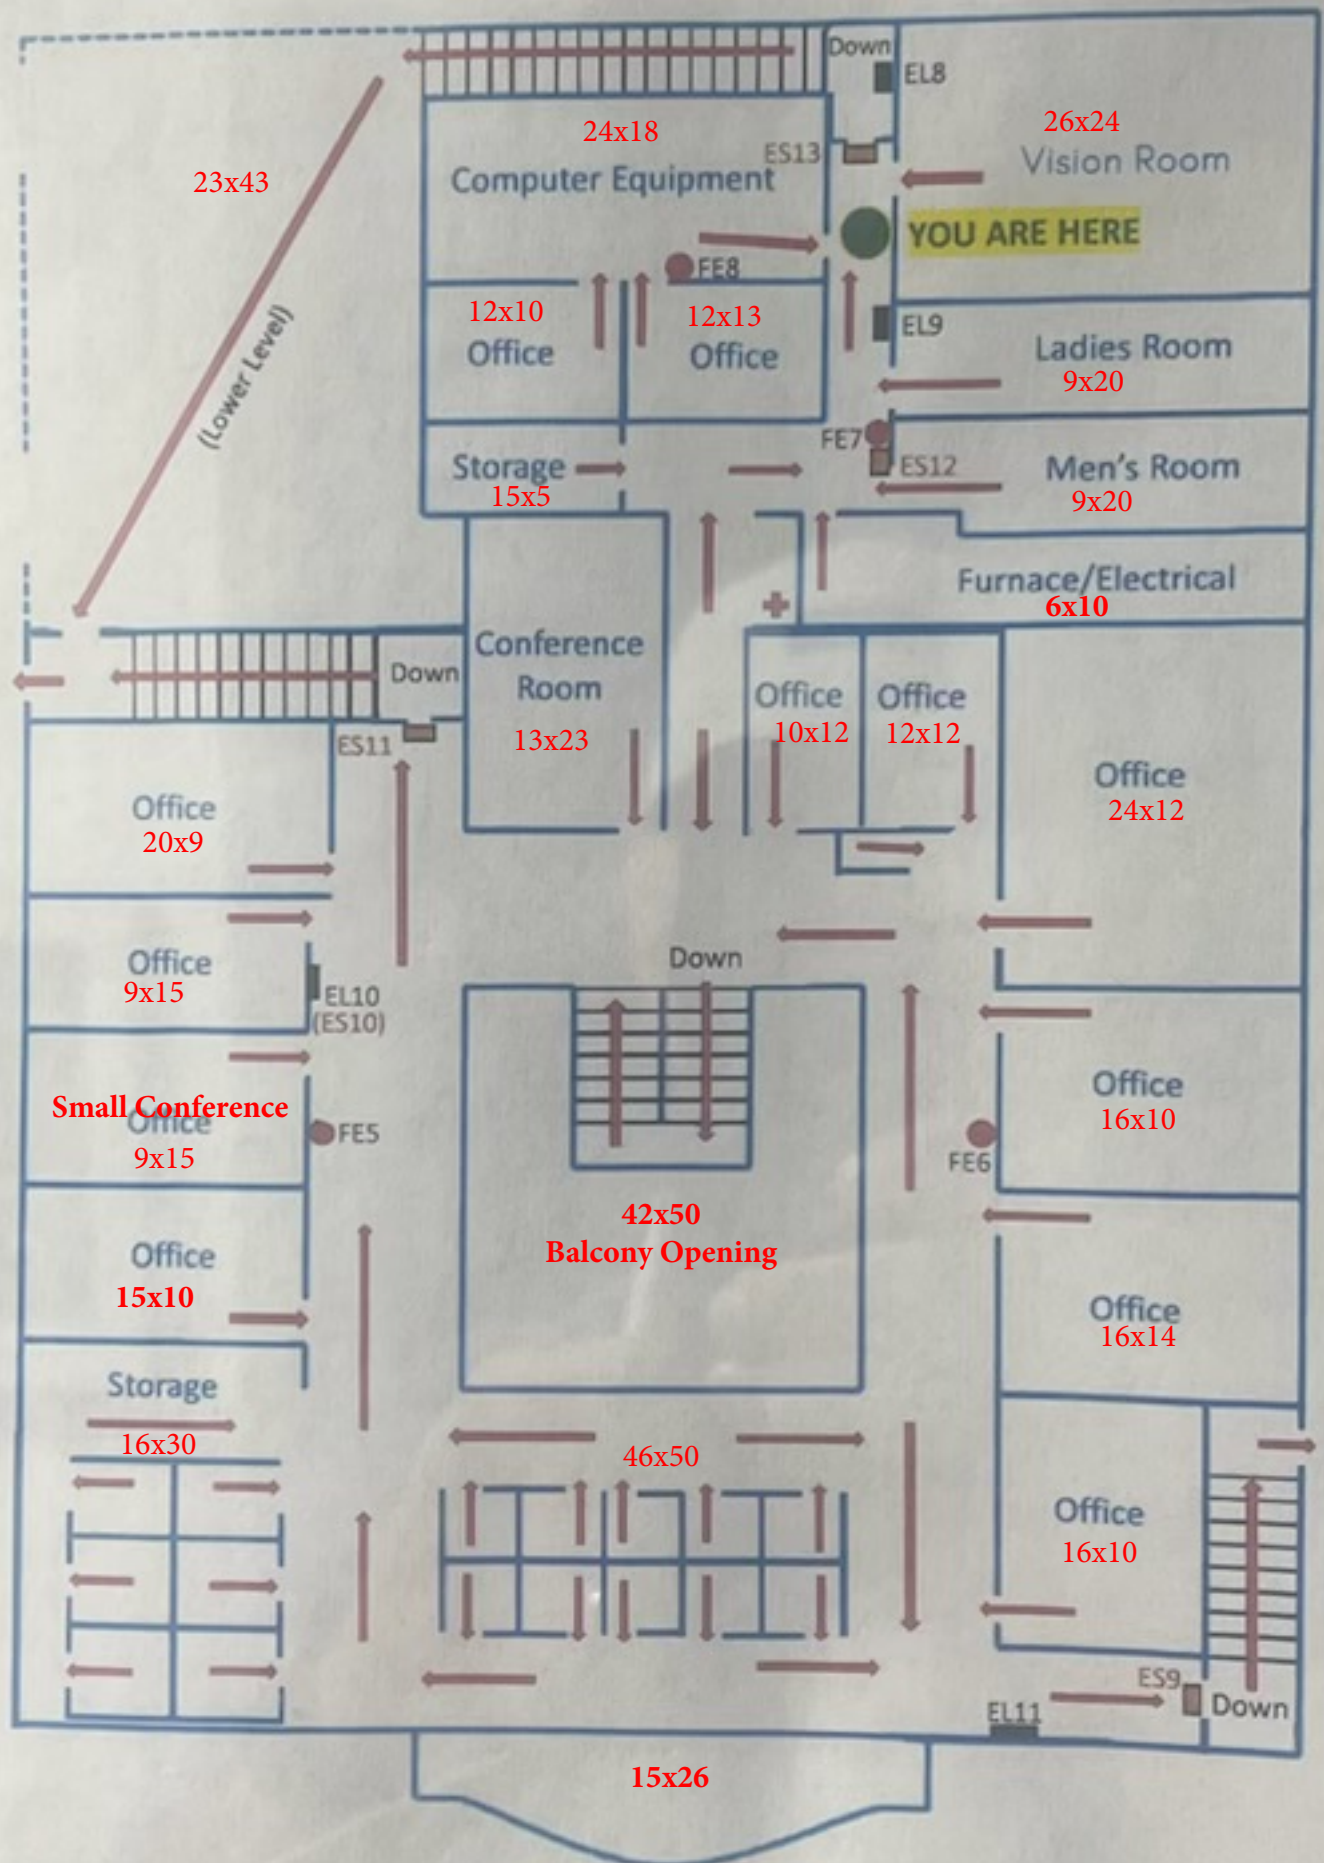 Down
EL8
24x18
26x24
ES13
Vision Room
23x43
Computer Equipment
YOU ARE HERE
FE8
12x10
12x13
EL9
Office
Office
Ladies Room
(Lower Level)
9x20
FE7
Storage
ES12
Men's Room
15x5
9x20
Furnace/Electrical
6x10
Conference
Room
Down
13x23
Office
10x12
Office
12x12
ES11
Office
24x12
Office
20x9
Down
Office
9x15
EL10
(ES10)
Small Conference
Office
9x15
FE5
Office
16x10
FE6
42x50
Balcony Opening
Office
15x10
Office
16x14
Storage
16x30
46x50
Office
16x10
ES9
Down
EL11
15x26